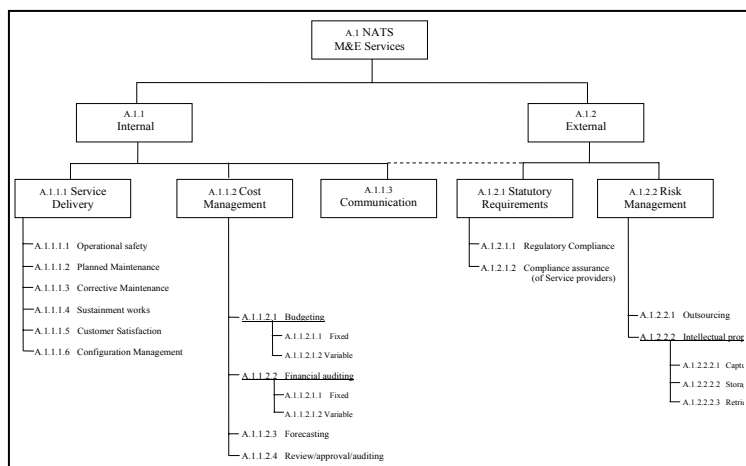 A.1 NATS
M&E Services
A.1.1
Internal
A.1.2
External
A.1.1.1 Service
Delivery
A.1.1.2 Cost
Management
A.1.1.3
Communication
A.1.2.1 Statutory
Requirements
A.1.2.2 Risk
Management
A.1.1.1.1 Operational safety
A.1.1.1.2 Planned Maintenance
A.1.1.1.3 Corrective Maintenance
A.1.1.1.4 Sustainment works
A.1.1.1.5 Customer Satisfaction
A.1.1.1.6 Configuration Management
A.1.1.2.1 Budgeting
A.1.1.2.1.1 Fixed
A.1.1.2.1.2 Variable
A.1.1.2.2 Financial auditing
A.1.1.2.1.1 Fixed
A.1.1.2.1.2 Variable
A.1.1.2.3 Forecasting
A.1.1.2.4 Review/approval/auditing
A.1.2.1.1 Regulatory Compliance
A.1.2.1.2 Compliance assurance
(of Service providers)
A.1.2.2.1 Outsourcing
A.1.2.2.2 Intellectual prop
A.1.2.2.2.1 Captu
A.1.2.2.2.2 Storag
A.1.2.2.2.3 Retrie